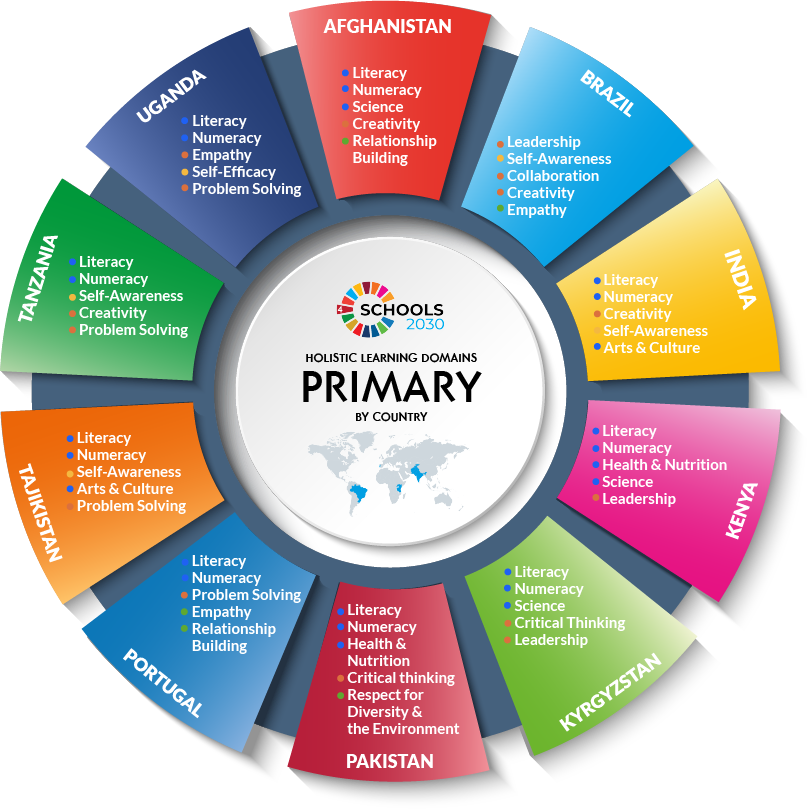 AFGHANISTAN
Literacy
Numeracy
Science
Creativity
Relationship
Building
BRAZIL
Leadership
Self-Awareness
Collaboration
Creativity
Empathy
INDIA
Literacy
Numeracy
Creativity
Self-Awareness
Arts & Culture
KENYA
Literacy
Numeracy
Health & Nutrition
Science
Leadership
KYRGYZSTAN
Literacy
Numeracy
Science
Critical Thinking
Leadership
PAKISTAN
Literacy
Numeracy
Health &
Nutrition
Critical thinking
Respect for
Diversity &
the Environment
PORTUGAL
Literacy
Numeracy
Problem Solving
Empathy
Relationship
Building
TAJIKISTAN
Literacy
Numeracy
Self-Awareness
Arts & Culture
Problem Solving
TANZANIA
Literacy
Numeracy
Self-Awareness
Creativity
Problem Solving
UGANDA
Literacy
Numeracy
Empathy
Self-Efficacy
Problem Solving
4 SCHOOLS
2030
HOLISTIC LEARNING DOMAINS
PRIMARY
BY COUNTRY